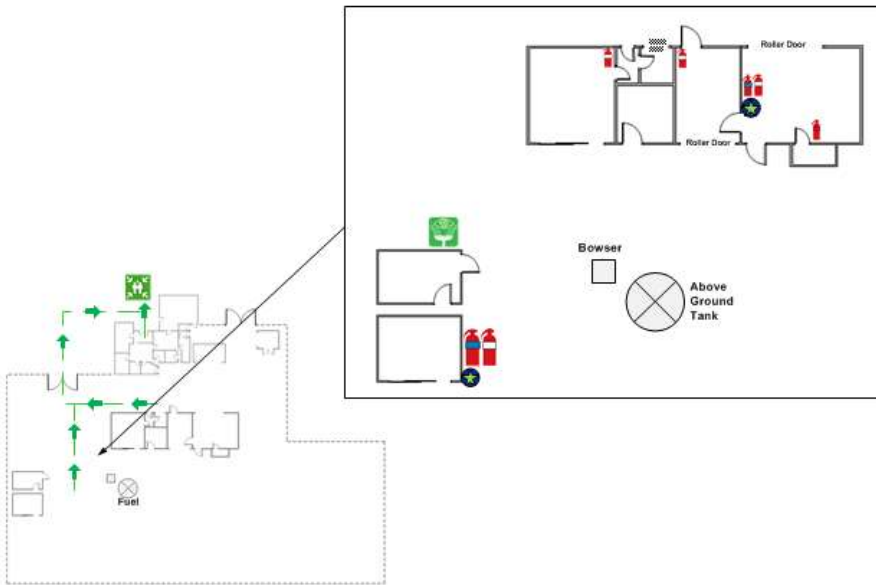 Roller Door
Roller Door
Bowser
Above
Ground
Tank
Fuel